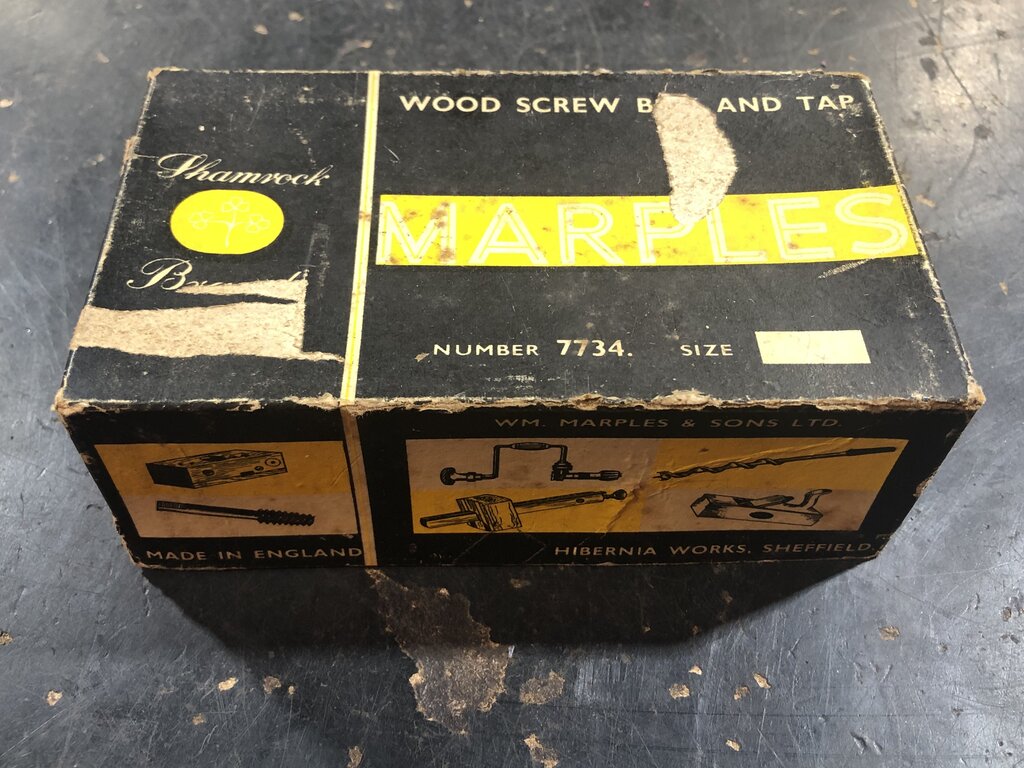 WOOD SCREW B AND TAP
Shamrock
MARPLES
NUMBER 7734. SIZE
WM. MARPLES & SONS LTD.
MADE IN ENGLAND
HIBERNIA WORKS, SHEFFIELD